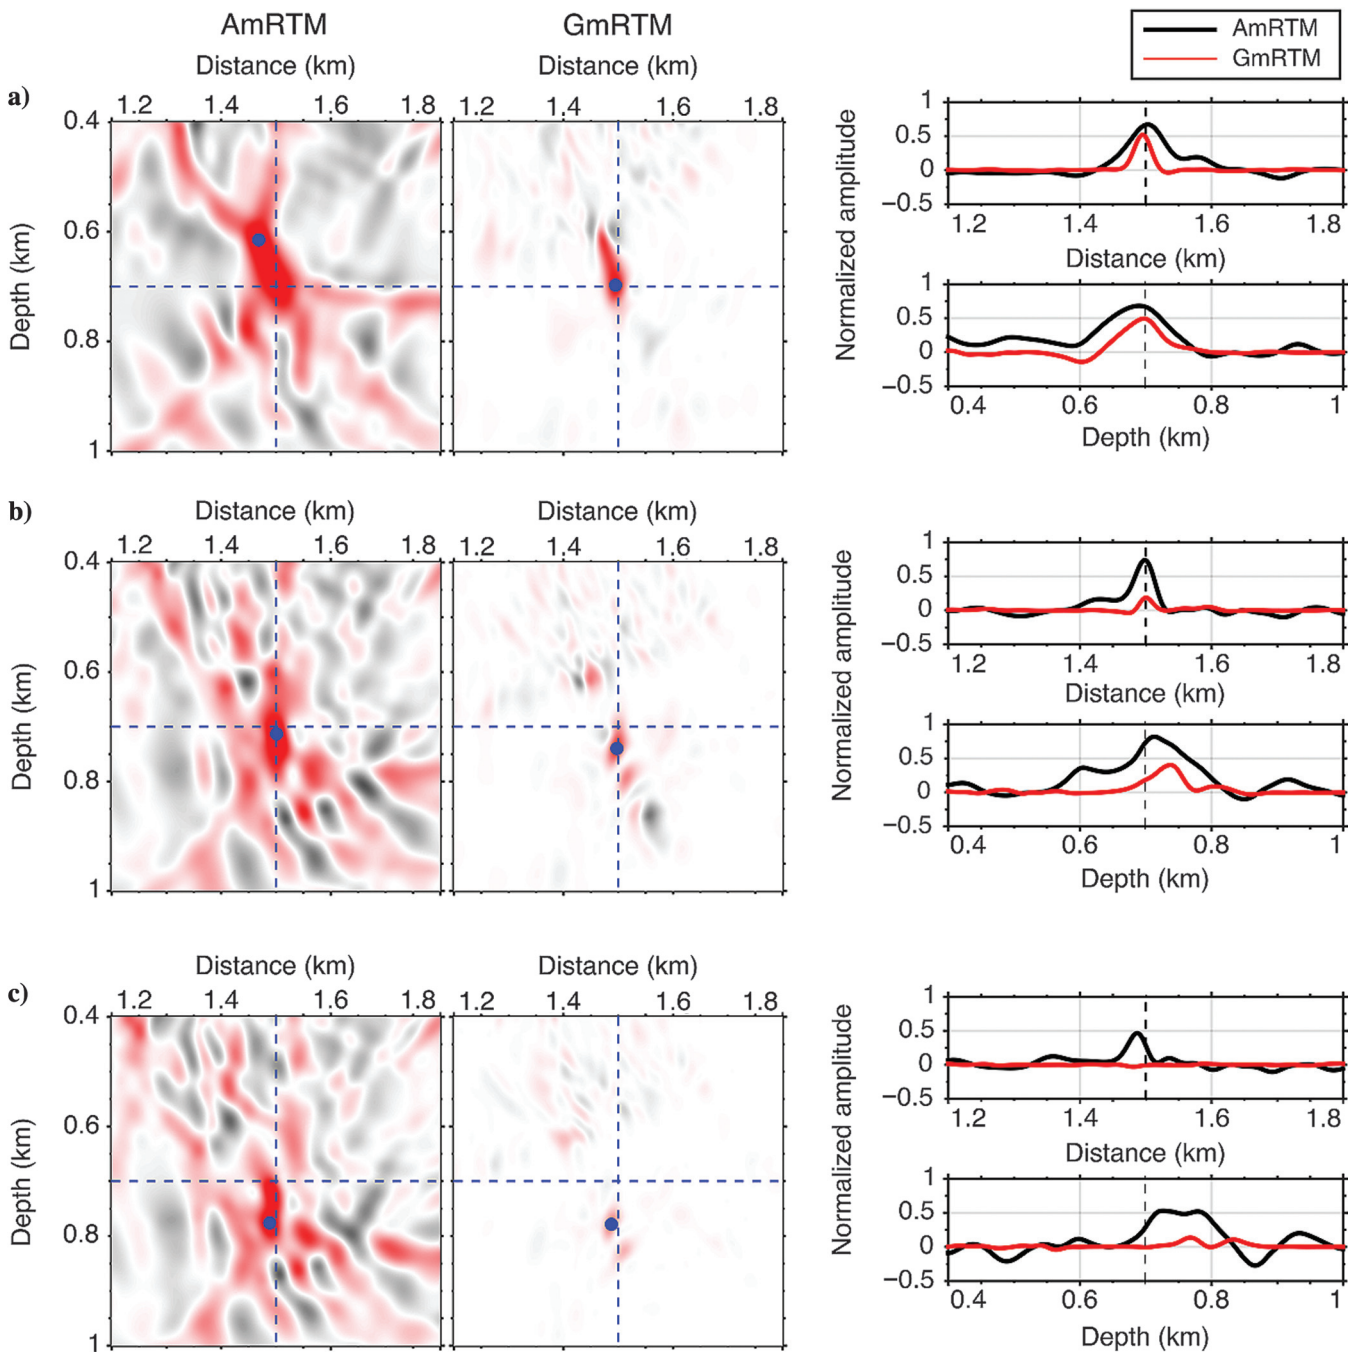 AmRTM GmRTM
Distance (km) Distance (km)
a)
1.2 1.4 1.6 1.8 1.2 1.4 1.6 1.8
0.4
0.6
0.8
1
Depth (km)
AmRTM
GmRTM
Normalized amplitude
1
0.5
0
−0.5
1.2 1.4 1.6 1.8
Distance (km)
1
0.5
0
−0.5
0.4 0.6 0.8 1
Depth (km)
b)
Distance (km) Distance (km)
1.2 1.4 1.6 1.8 1.2 1.4 1.6 1.8
0.4
0.6
0.8
1
Depth (km)
Normalized amplitude
1
0.5
0
−0.5
1.2 1.4 1.6 1.8
Distance (km)
Normalized amplitude
1
0.5
0
−0.5
0.4 0.6 0.8 1
Depth (km)
c)
Distance (km) Distance (km)
1.2 1.4 1.6 1.8 1.2 1.4 1.6 1.8
0.4
0.6
0.8
1
Depth (km)
Normalized amplitude
1
0.5
0
−0.5
1.2 1.4 1.6 1.8
Distance (km)
Normalized amplitude
1
0.5
0
−0.5
0.4 0.6 0.8 1
Depth (km)